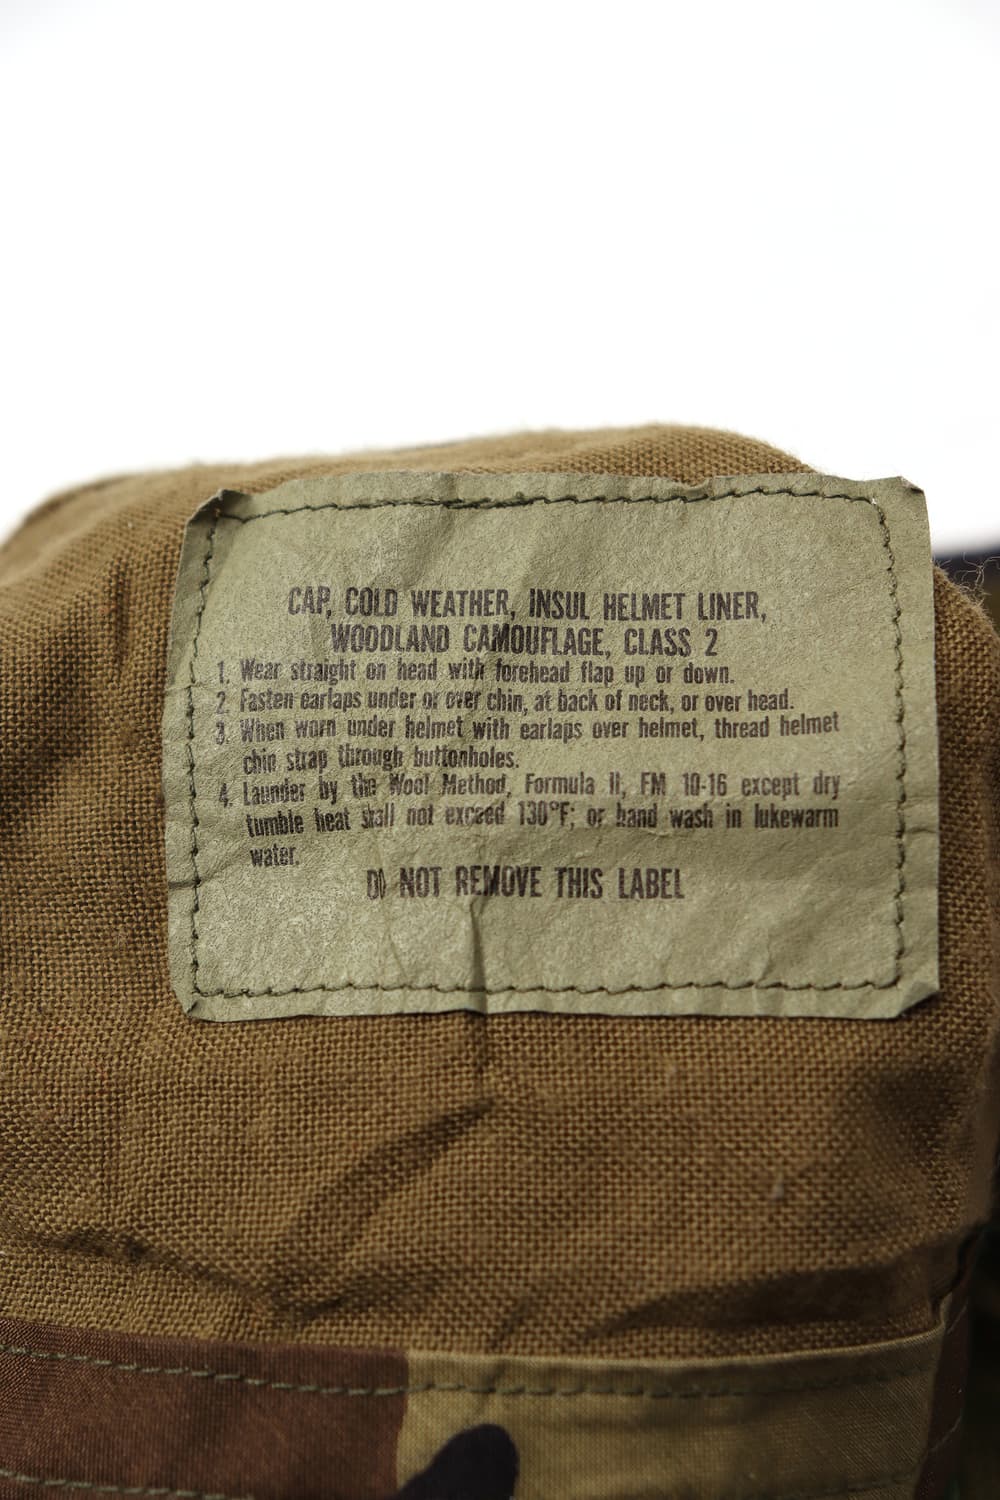 CAP, COLD WEATHER, INSUL HELMET LINER,
WOODLAND CAMOUFLAGE, CLASS 2
1. Wear straight on head with forehead flap up or down.
2. Fasten earlaps under or over chin, at back of neck, or over head.
3. When worn under helmet with earlaps over helmet, thread helmet
chin strap through buttonholes.
4. Launder by the Wool Method, Formula II, FM 10-16 except dry
tumble heat shall not exceed 130°F; or hand wash in lukewarm
water.
DO NOT REMOVE THIS LABEL